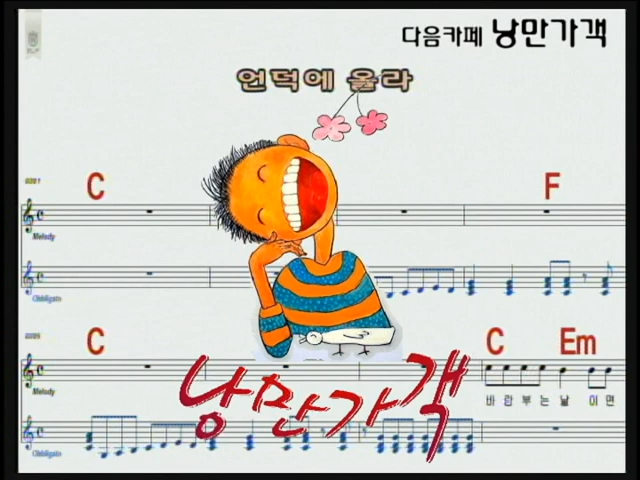 다음카페 낭만가객
언덕에 올라
C F
Melody
Obbligato
C C Em
Melody
바람부는날이면
Obbligato
낭만가객